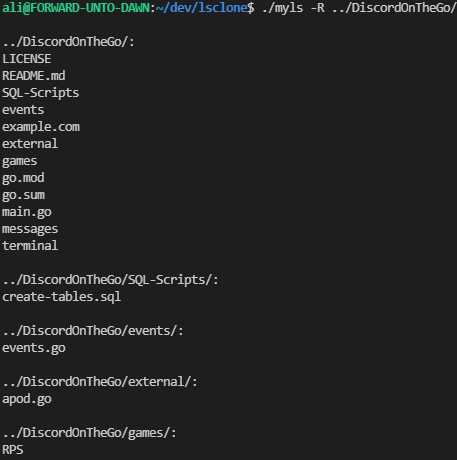 ali@FORWARD-UNTO-DAWN:~/dev/lsclone$ ./myls -R ../DiscordOnTheGo/
../DiscordOnTheGo/:
LICENSE
README.md
SQL-Scripts
events
example.com
external
games
go.mod
go.sum
main.go
messages
terminal
../DiscordOnTheGo/SQL-Scripts/:
create-tables.sql
../DiscordOnTheGo/events/:
events.go
../DiscordOnTheGo/external/:
apod.go
../DiscordOnTheGo/games/:
RPS